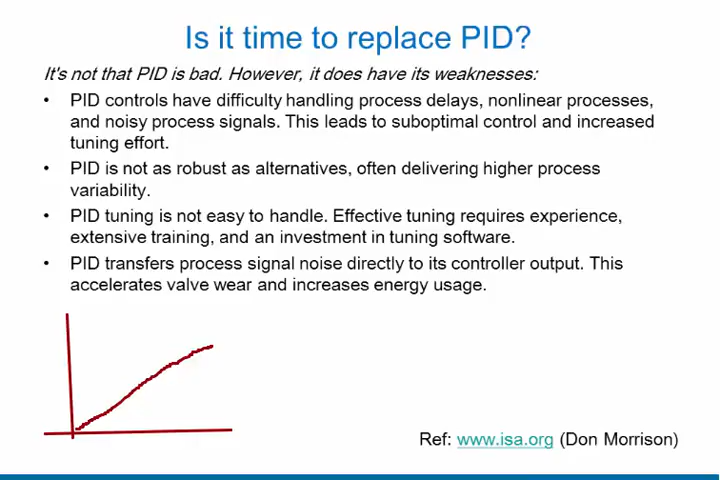 Is it time to replace PID?
It's not that PID is bad. However, it does have its weaknesses:
• PID controls have difficulty handling process delays, nonlinear processes,
and noisy process signals. This leads to suboptimal control and increased
tuning effort.
• PID is not as robust as alternatives, often delivering higher process
variability.
• PID tuning is not easy to handle. Effective tuning requires experience,
extensive training, and an investment in tuning software.
• PID transfers process signal noise directly to its controller output. This
accelerates valve wear and increases energy usage.
Ref: www.isa.org (Don Morrison)